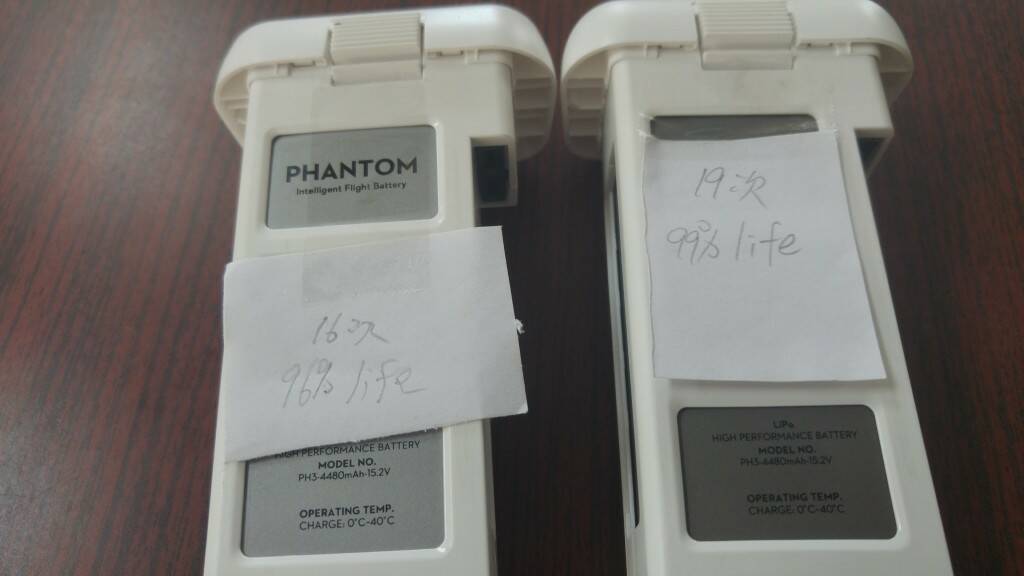 PHANTOM
Intelligent Flight Battery
16次
96% life
HIGH PERFORMANCE BATTERY
MODEL NO.
PH3-4480mAh-15.2V
OPERATING TEMP.
CHARGE: 0°C-40°C
19次
99% life
LiPo
HIGH PERFORMANCE BATTERY
MODEL NO.
PH3-4480mAh-15.2V
OPERATING TEMP.
CHARGE: 0°C-40°C